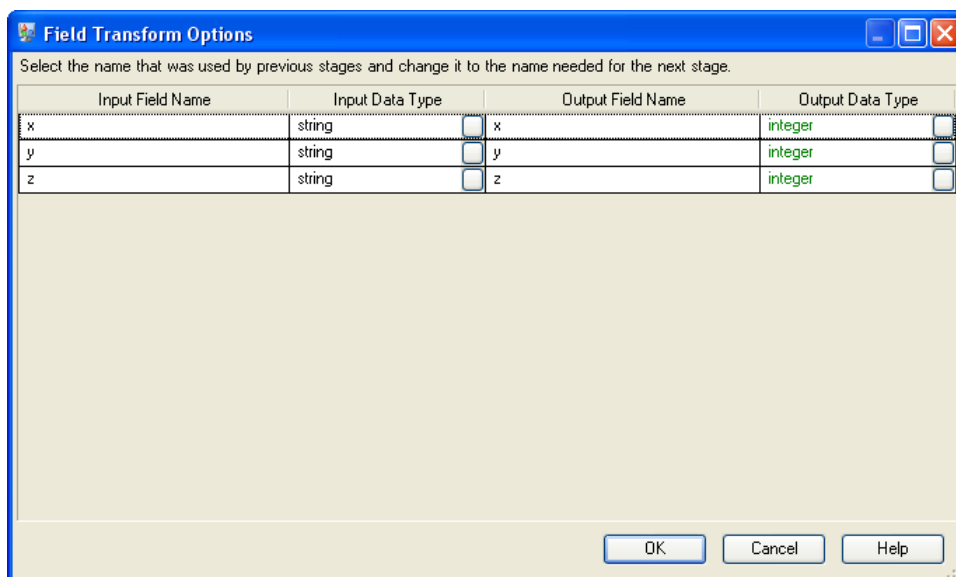 Field Transform Options
Select the name that was used by previous stages and change it to the name needed for the next stage.
Input Field Name Input Data Type Output Field Name Output Data Type
x string x integer
y string y integer
z string z integer
OK Cancel Help